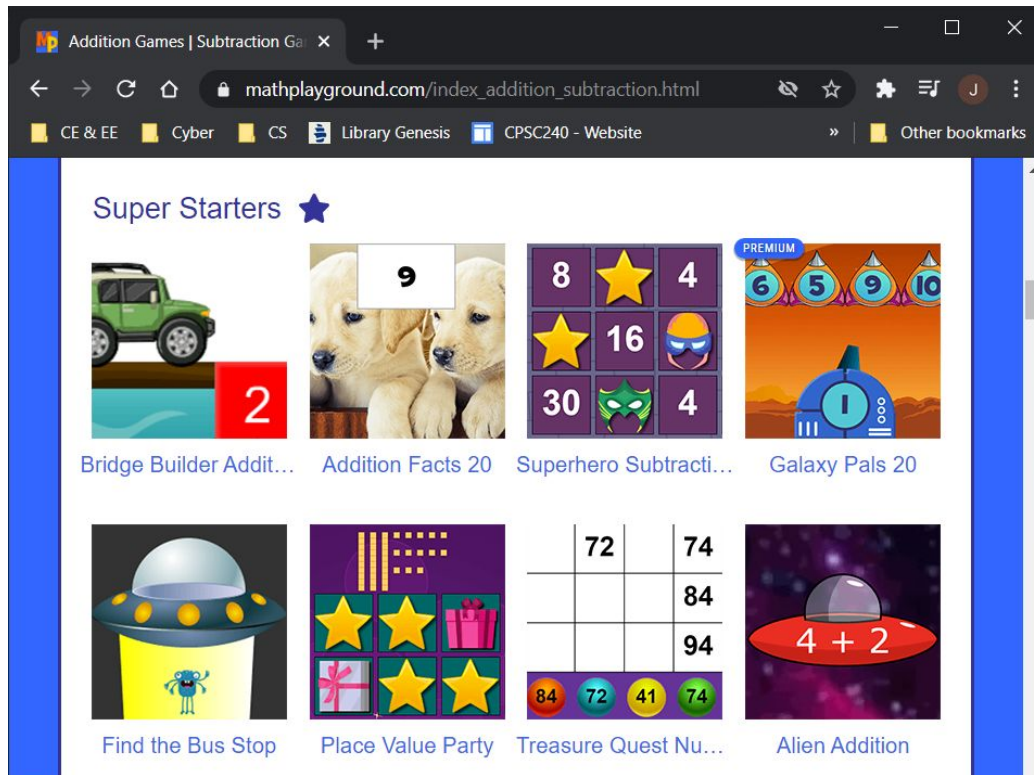 Mp Addition Games | Subtraction Ga
mathplayground.com/index_addition_subtraction.html J
CE & EE Cyber CS Library Genesis CPSC240 - Website » Other bookmarks
Super Starters
2
9
8 4
16
30 4
PREMIUM
6 5 9 10
1
Bridge Builder Addit... Addition Facts 20 Superhero Subtracti... Galaxy Pals 20
72 74
84
94
84 72 41 74
4 + 2
Find the Bus Stop Place Value Party Treasure Quest Nu... Alien Addition